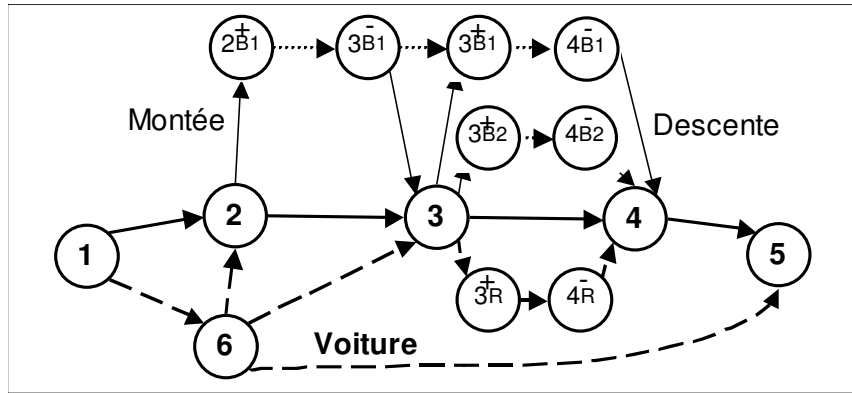 2B1+
3B1-
3B1+
4B1-
Montée
3B2+
4B2-
Descente
1
2
3
4
5
3R+
4R-
6
Voiture